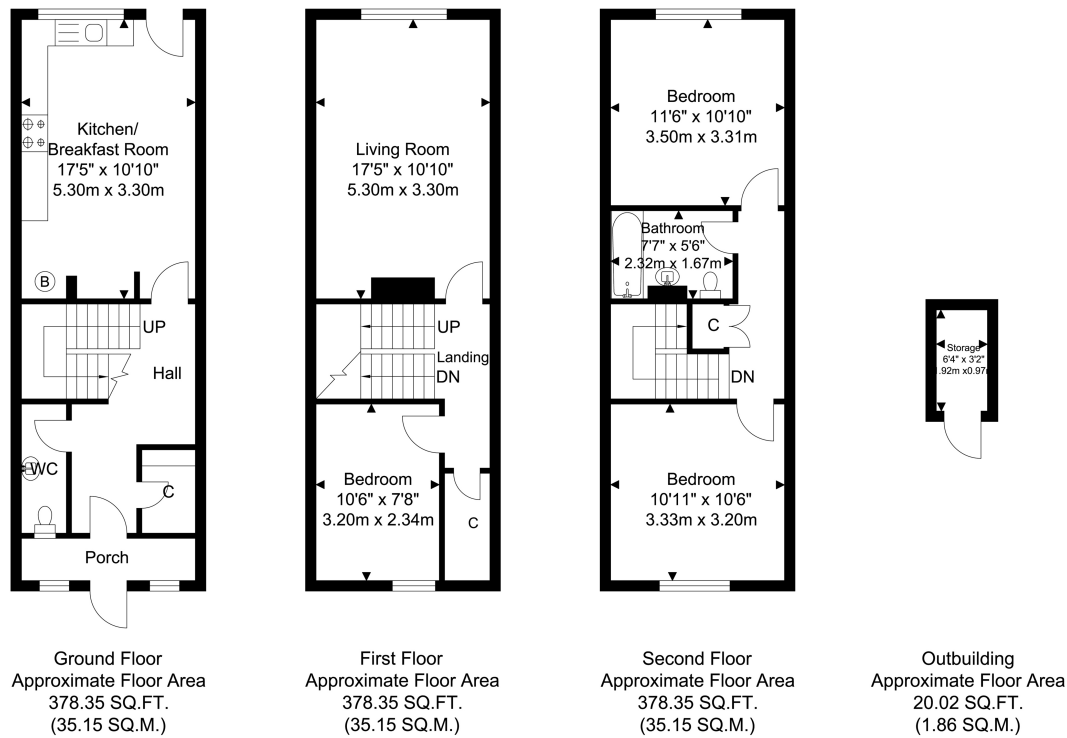 Kitchen/
Breakfast Room
17'5" x 10'10"
5.30m x 3.30m
B
UP
Hall
WC
C
Porch
Ground Floor
Approximate Floor Area
378.35 SQ.FT.
(35.15 SQ.M.)
Living Room
17'5" x 10'10"
5.30m x 3.30m
UP
Landing
DN
Bedroom
10'6" x 7'8"
3.20m x 2.34m
C
First Floor
Approximate Floor Area
378.35 SQ.FT.
(35.15 SQ.M.)
Bedroom
11'6" x 10'10"
3.50m x 3.31m
Bathroom
7'7" x 5'6"
2.32m x 1.67m
C
DN
Bedroom
10'11" x 10'6"
3.33m x 3.20m
Second Floor
Approximate Floor Area
378.35 SQ.FT.
(35.15 SQ.M.)
Storage
6'4" x 3'2"
1.92m x0.97m
Outbuilding
Approximate Floor Area
20.02 SQ.FT.
(1.86 SQ.M.)